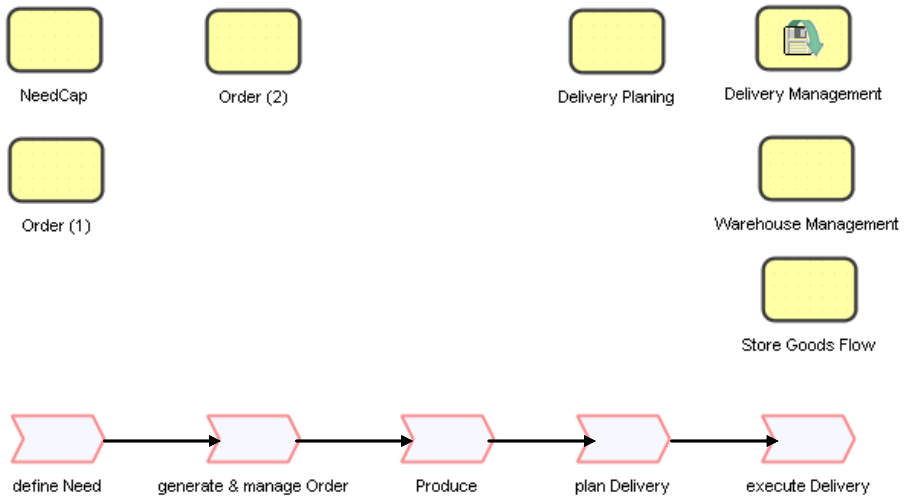 NeedCap
Order (2)
Delivery Planing
Delivery Management
Order (1)
Warehouse Management
Store Goods Flow
define Need
generate & manage Order
Produce
plan Delivery
execute Delivery